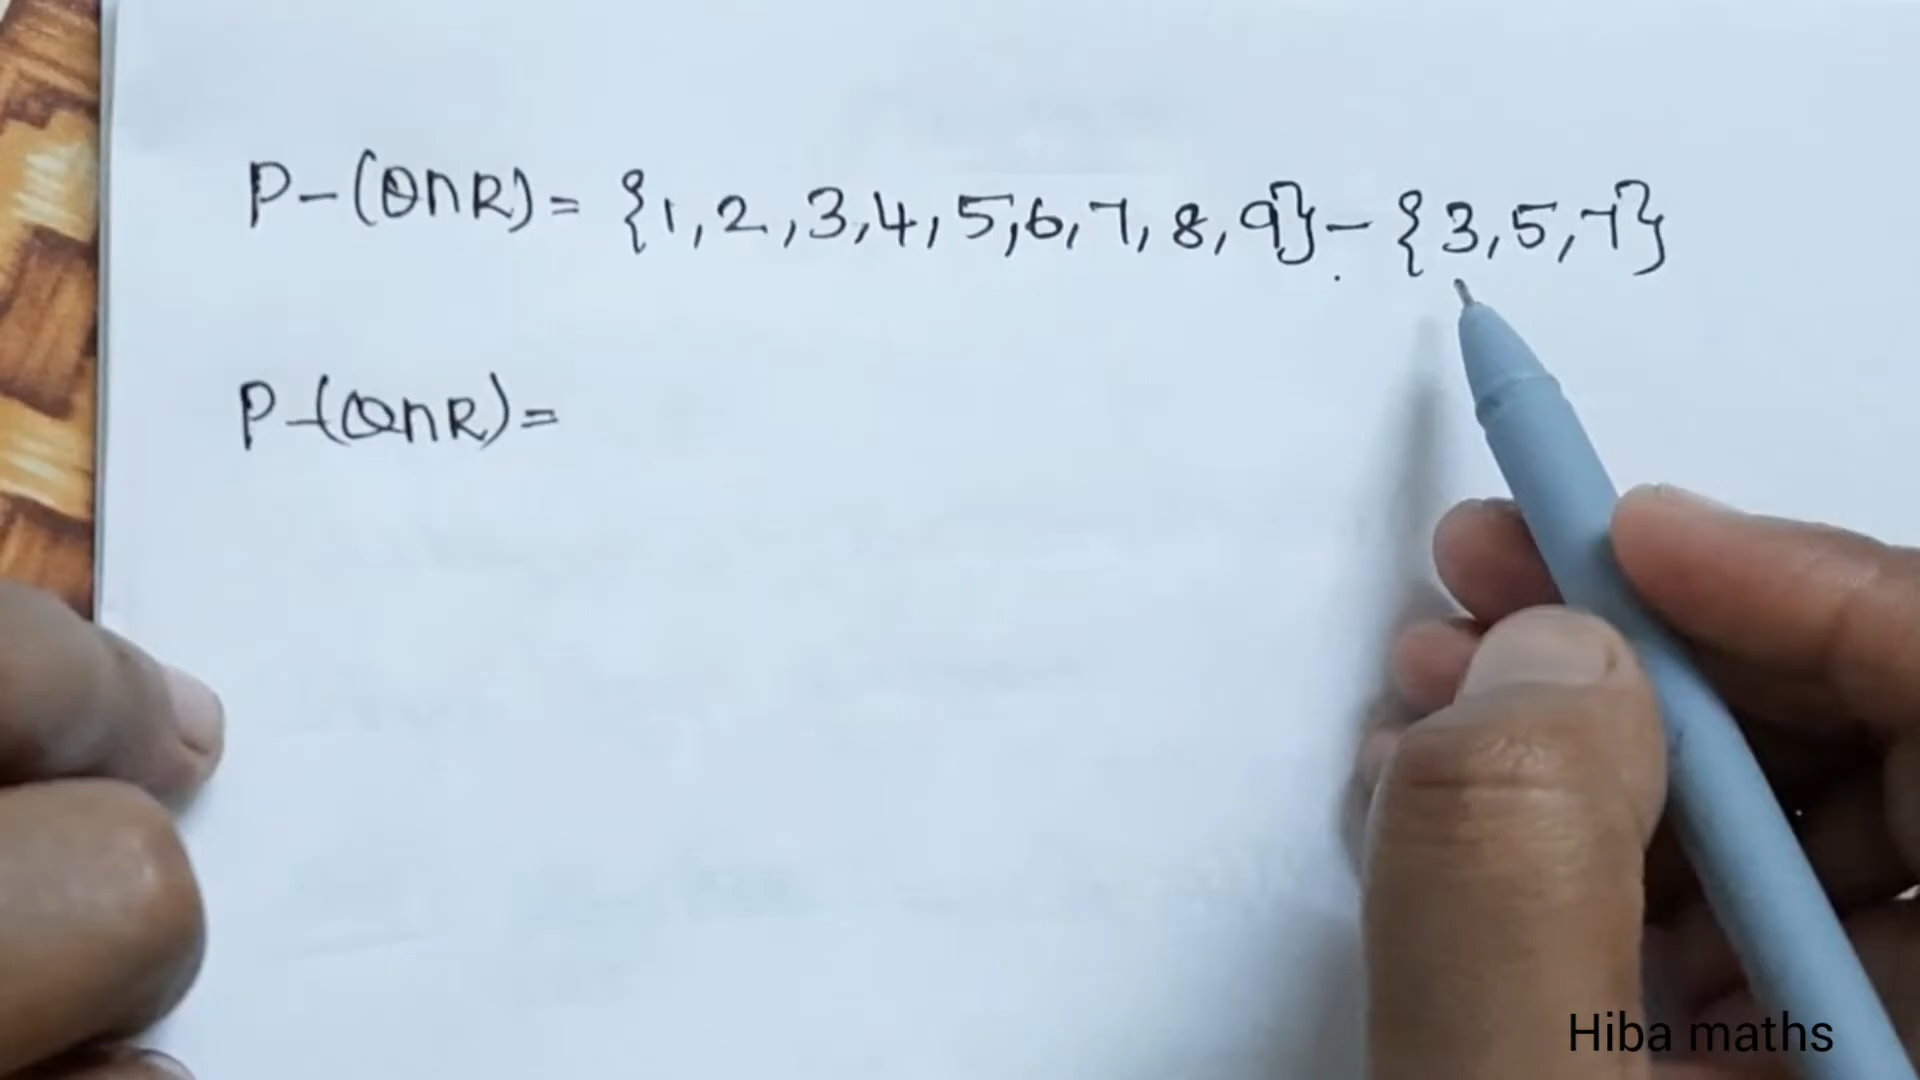 P-(Q∩R)= {1,2,3,4,5,6,7,8,9}-{3,5,7}
P-(Q∩R)=
Hiba maths